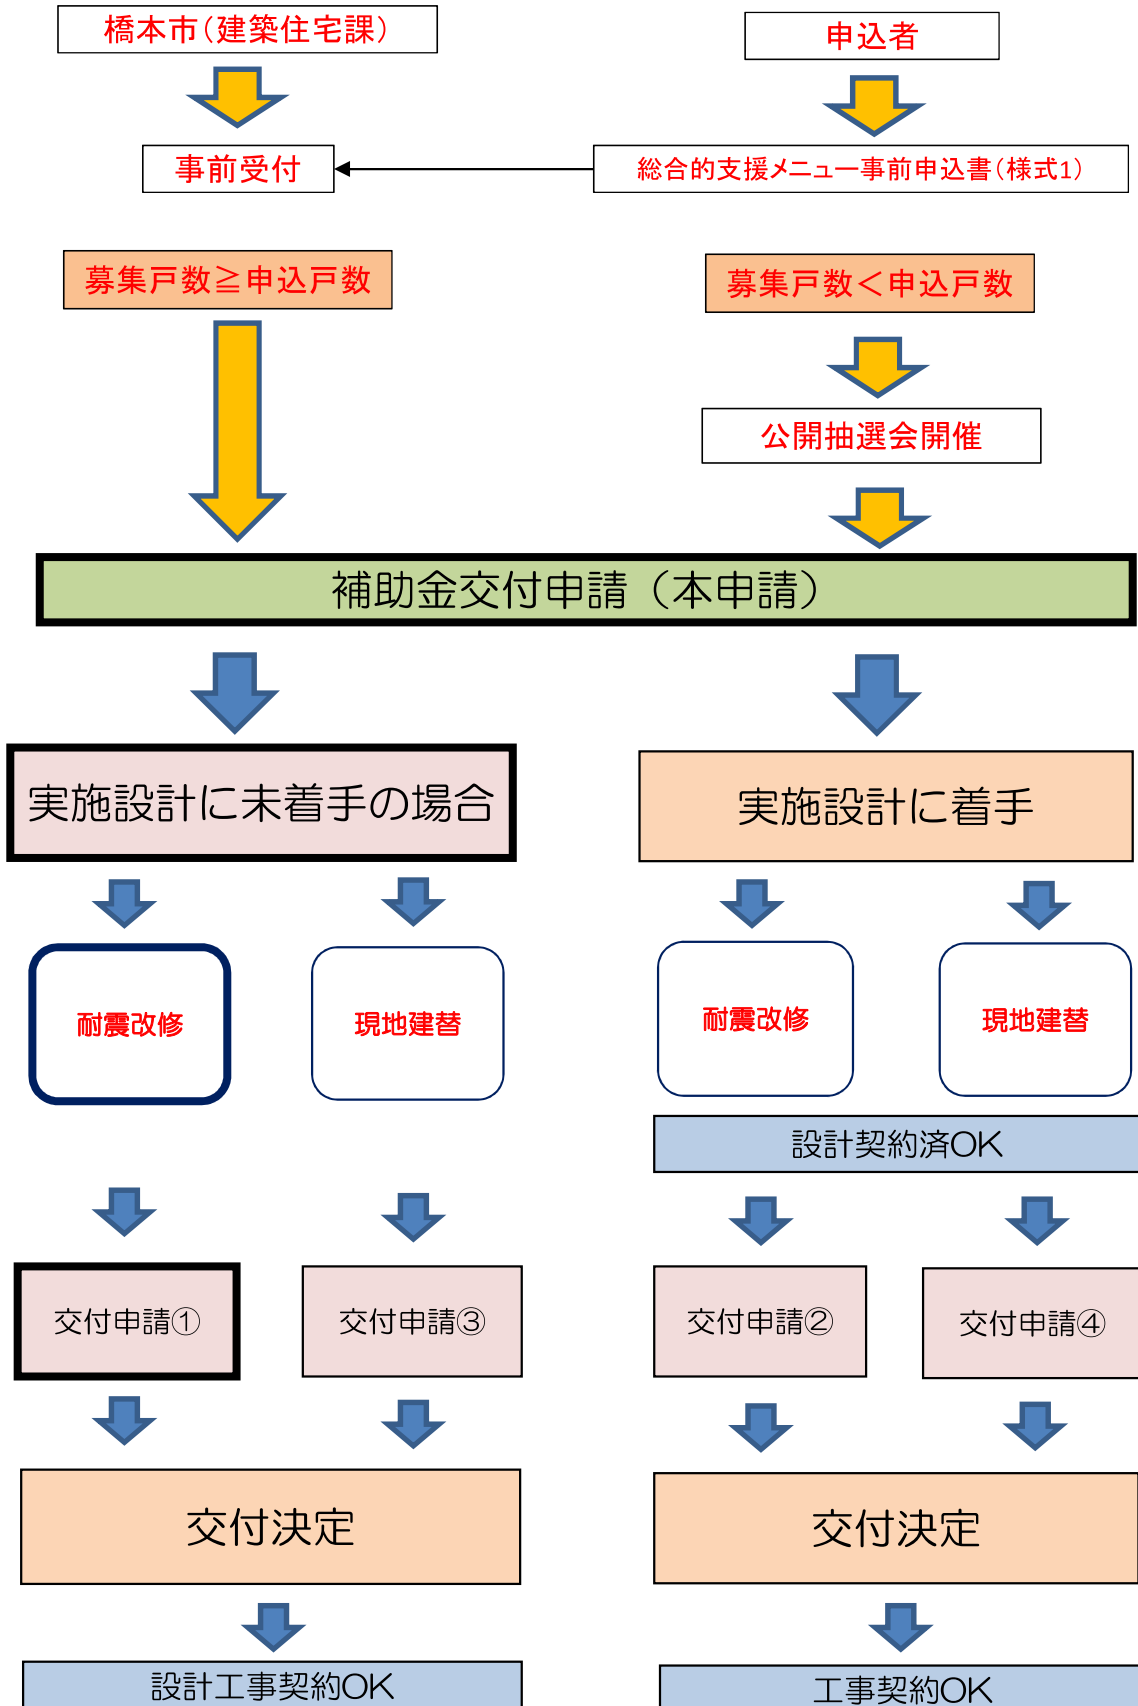 橋本市（建築住宅課）
申込者
事前受付
総合的支援メニュー事前申込書（様式1）
募集戸数≧申込戸数
募集戸数＜申込戸数
公開抽選会開催
補助金交付申請（本申請）
実施設計に未着手の場合
実施設計に着手
耐震改修
現地建替
耐震改修
現地建替
設計契約済OK
交付申請①
交付申請③
交付申請②
交付申請④
交付決定
交付決定
設計工事契約OK
工事契約OK